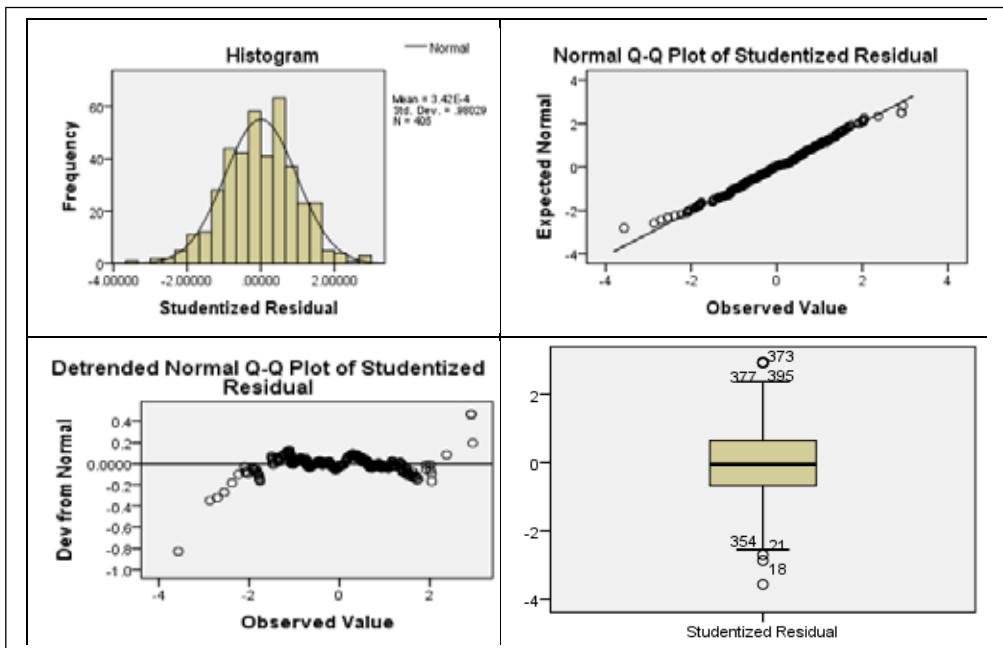 Histogram
Normal
Mean = 3.42E-4
Std. Dev. = .98029
60
40
20
0
Frequency
-4.00000
-2.00000
.00000
2.00000
Studentized Residual
Normal Q-Q Plot of Studentized Residual
4
2
0
-2
-4
Expected Normal
-4
-2
0
2
4
Observed Value
Detrended Normal Q-Q Plot of Studentized
Residual
0.4
0.2
0.0000
-0.2
-0.4
-0.6
-0.8
-1.0
Dev from Normal
-4
-2
0
2
Observed Value
373
377 395
2
0
-2
-4
354 21
18
Studentized Residual